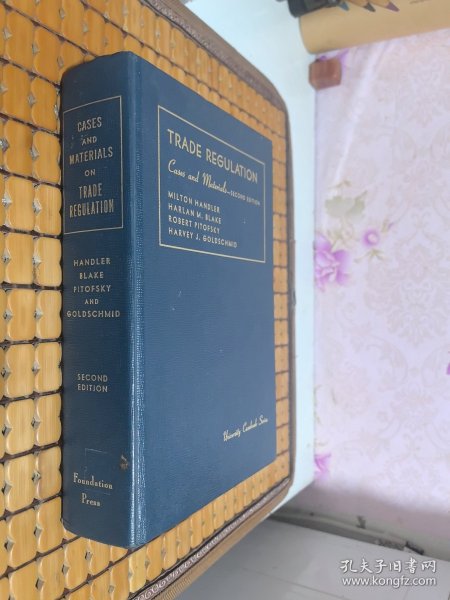 CASES
AND
MATERIALS
ON
TRADE
REGULATION
HANDLER
BLAKE
PITOFSKY
AND
GOLDSCHMID
SECOND
EDITION
Foundation
Press
TRADE REGULATION
Cases and Materials—SECOND EDITION
MILTON HANDLER
HARLAN M. BLAKE
ROBERT PITOFSKY
HARVEY J. GOLDSCHMID
University Casebook Series
孔夫子旧书网
www.kongfz.com